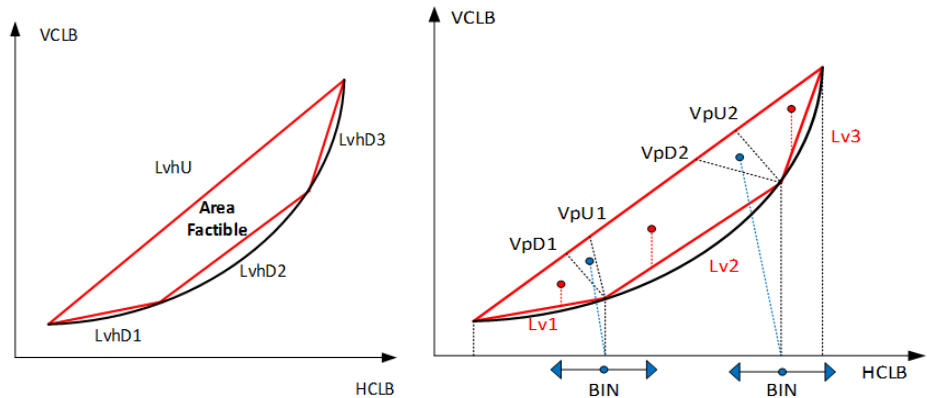 VCLB
LvhU
LvhD3
Area
Factible
LvhD2
LvhD1
HCLB
VCLB
VpU2
VpD2
Lv3
VpU1
VpD1
Lv2
Lv1
HCLB
BIN
BIN